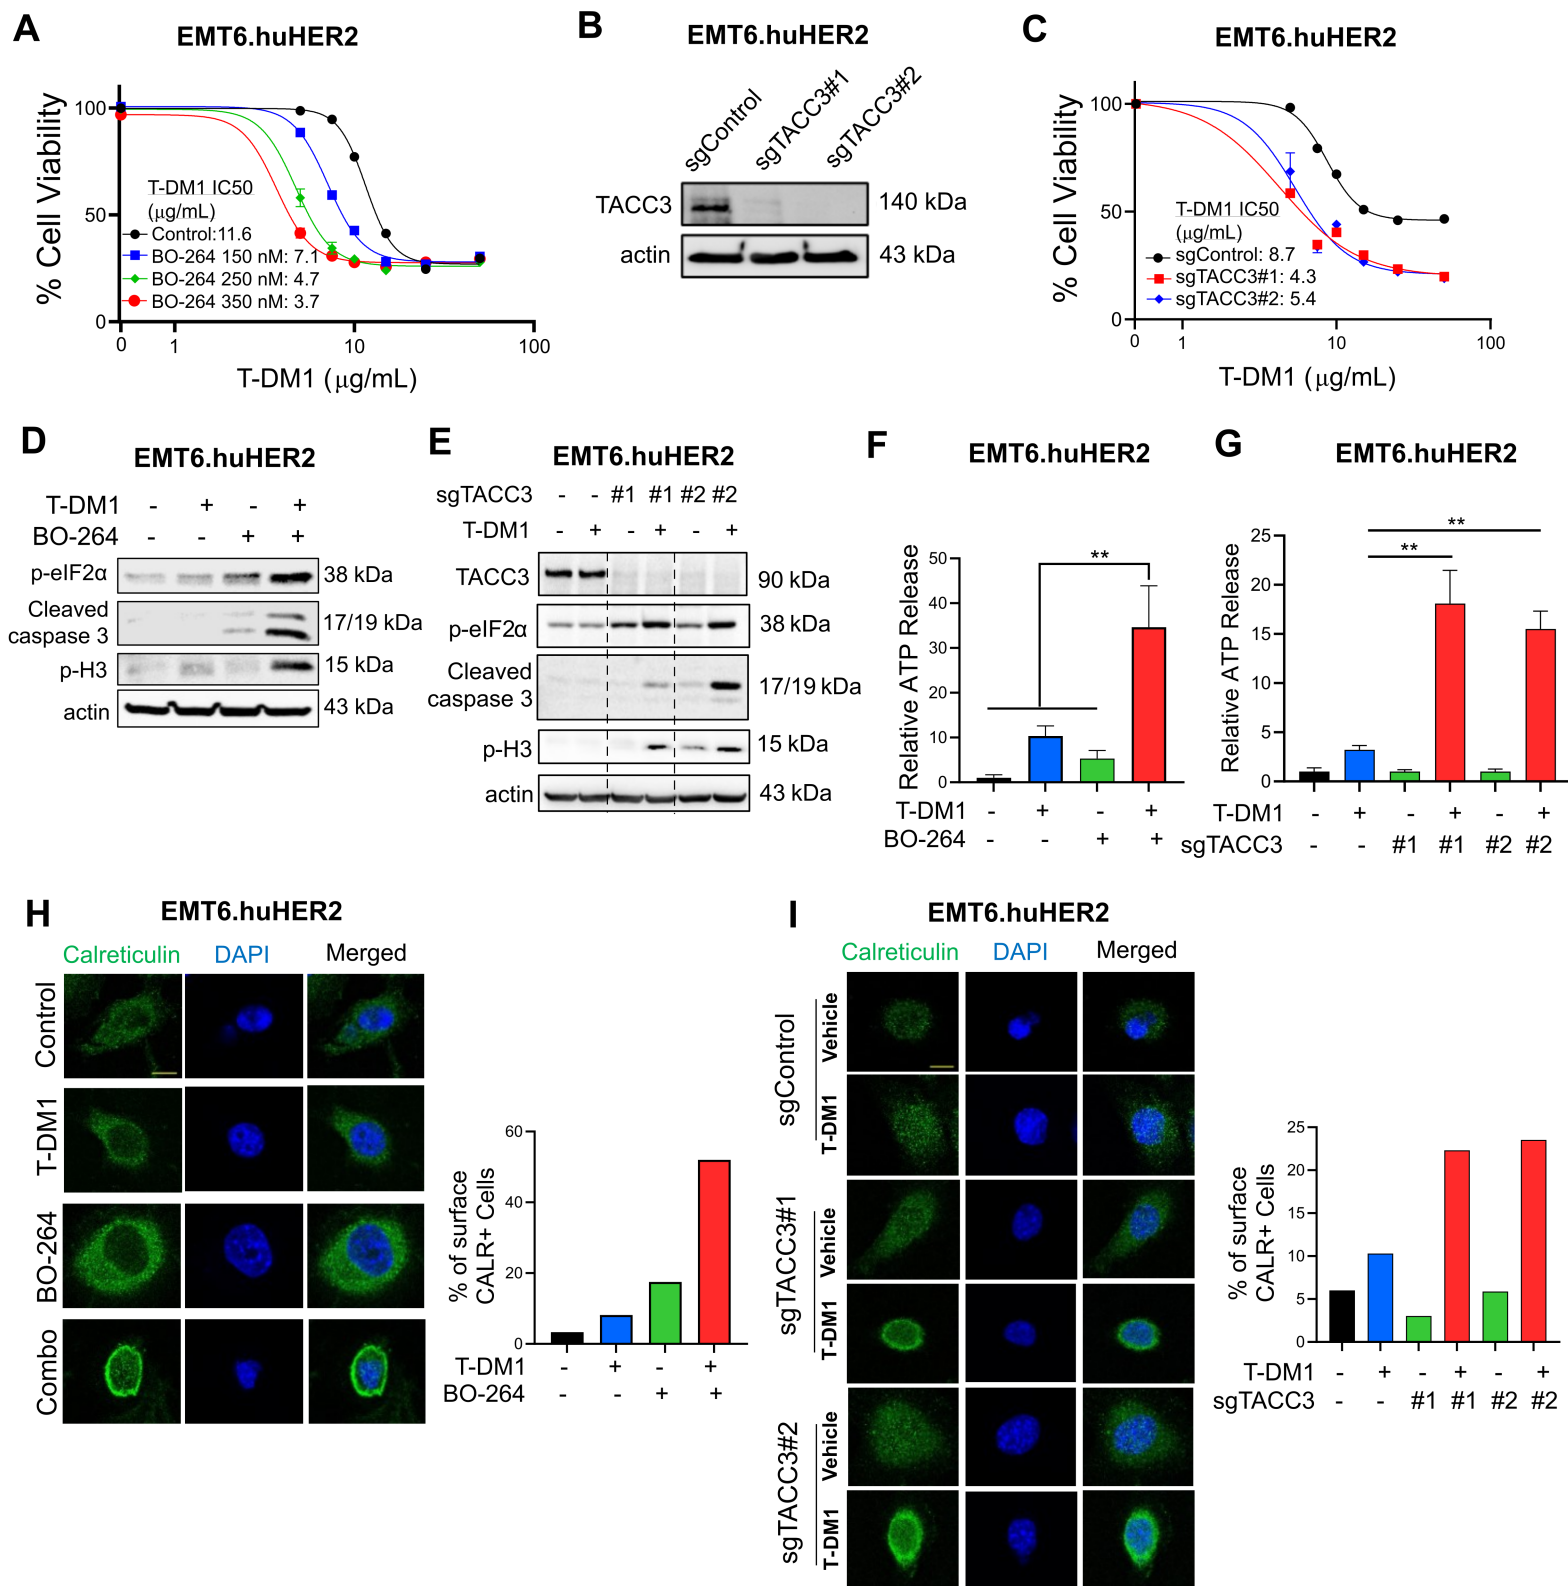 A
EMT6.huHER2
% Cell Viability
100
50
0
T-DM1 IC50
(μg/mL)
Control:11.6
BO-264 150 nM: 7.1
BO-264 250 nM: 4.7
BO-264 350 nM: 3.7
0 1 10 100
T-DM1 (μg/mL)
B
EMT6.huHER2
sgControl
sgTACC3#1
sgTACC3#2
TACC3 140 kDa
actin 43 kDa
C
EMT6.huHER2
% Cell Viability
100
50
0
T-DM1 IC50
(μg/mL)
sgControl: 8.7
sgTACC3#1: 4.3
sgTACC3#2: 5.4
0 1 10 100
T-DM1 (μg/mL)
D
EMT6.huHER2
T-DM1 - + - +
BO-264 - - + +
p-eIF2α 38 kDa
Cleaved
caspase 3 17/19 kDa
p-H3 15 kDa
actin 43 kDa
E
EMT6.huHER2
sgTACC3 - - #1 #1 #2 #2
T-DM1 - + - + - +
TACC3 90 kDa
p-eIF2α 38 kDa
Cleaved
caspase 3 17/19 kDa
p-H3 15 kDa
actin 43 kDa
F
EMT6.huHER2
Relative ATP Release
50
40
30
20
10
0
**
T-DM1 - + - +
BO-264 - - + +
G
EMT6.huHER2
Relative ATP Release
25
20
15
10
5
0
**
**
T-DM1 - + - + - +
sgTACC3 - - #1 #1 #2 #2
H
EMT6.huHER2
Calreticulin DAPI Merged
Control
T-DM1
BO-264
Combo
% of surface
CALR+ Cells
60
40
20
0
T-DM1 - + - +
BO-264 - - + +
I
EMT6.huHER2
Calreticulin DAPI Merged
sgControl
Vehicle
T-DM1
sgTACC3#1
Vehicle
T-DM1
sgTACC3#2
Vehicle
T-DM1
% of surface
CALR+ Cells
25
20
15
10
5
0
T-DM1 - + - + - +
sgTACC3 - - #1 #1 #2 #2